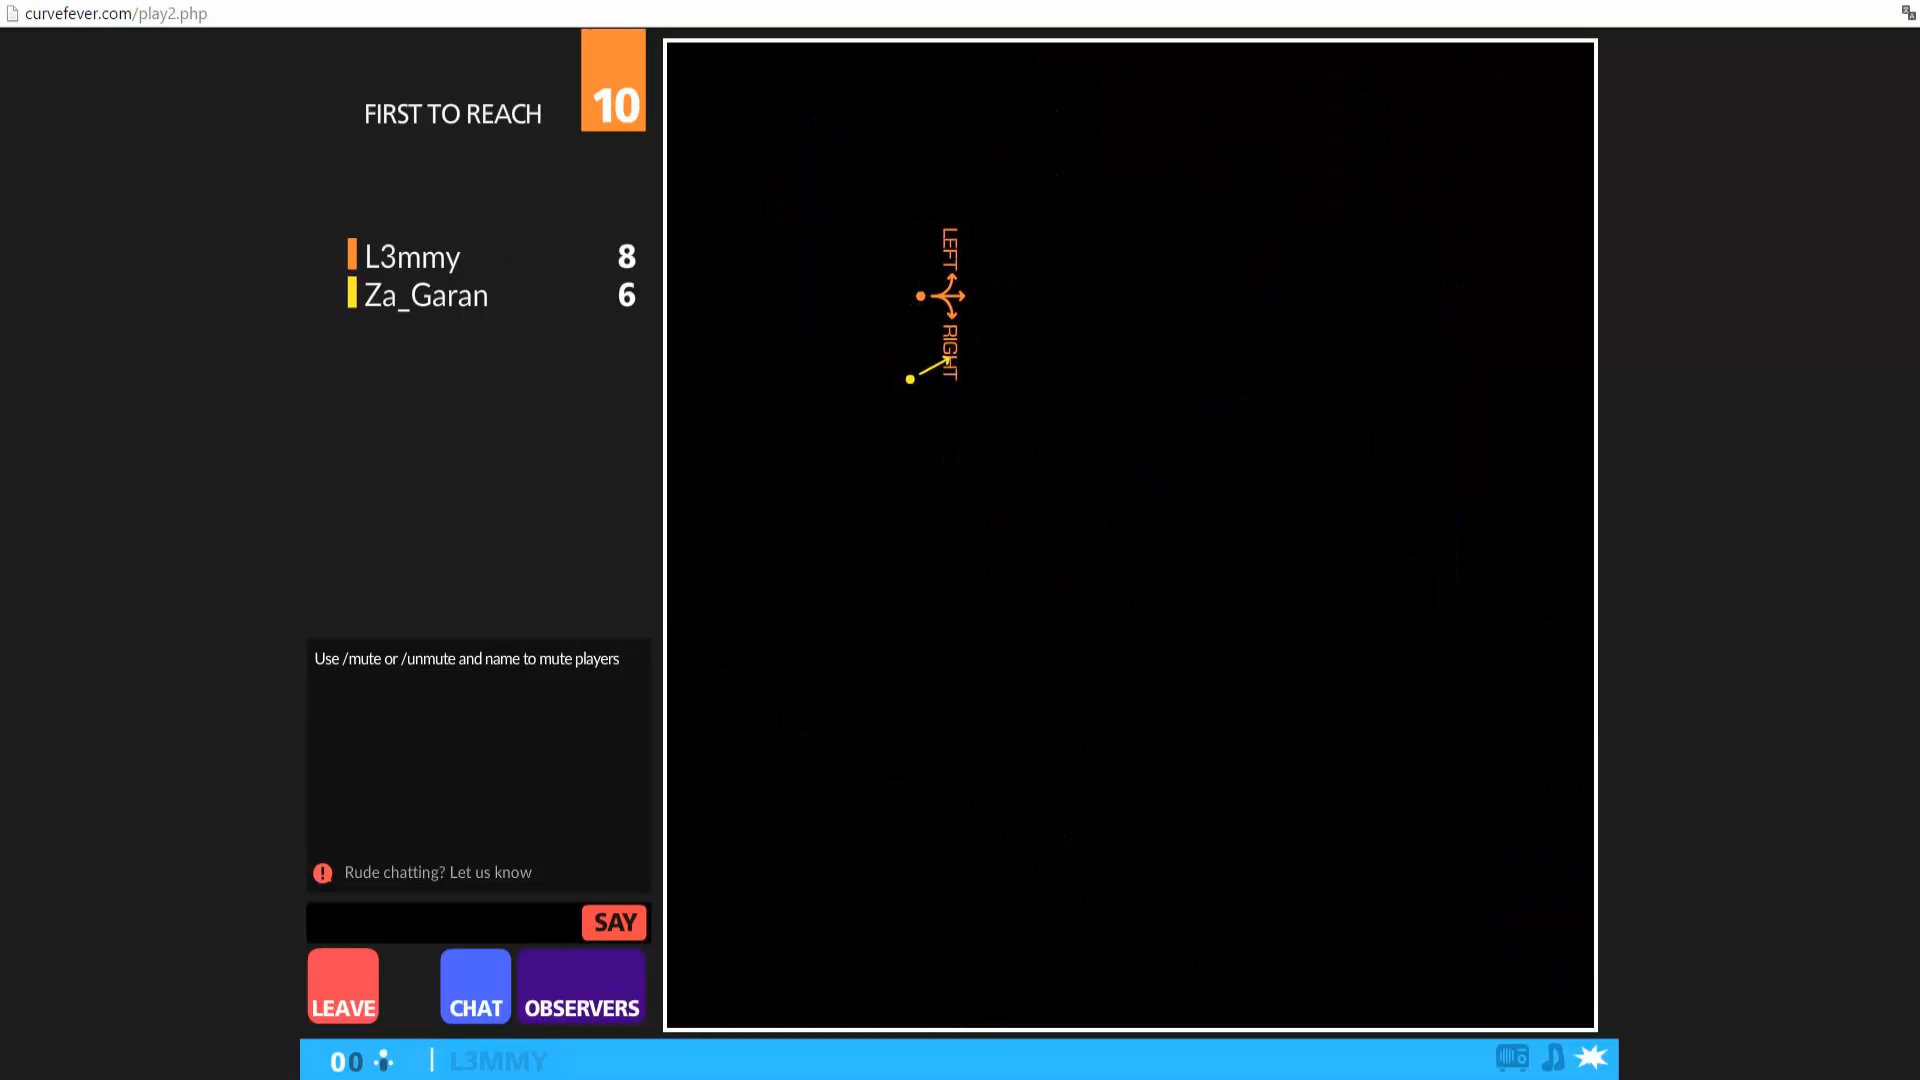 curvefever.com/play2.php
FIRST TO REACH
10
L3mmy 8
Za_Garan 6
LEFT
RIGHT
Use /mute or /unmute and name to mute players
Rude chatting? Let us know
SAY
LEAVE
CHAT
OBSERVERS
00
L3MMY